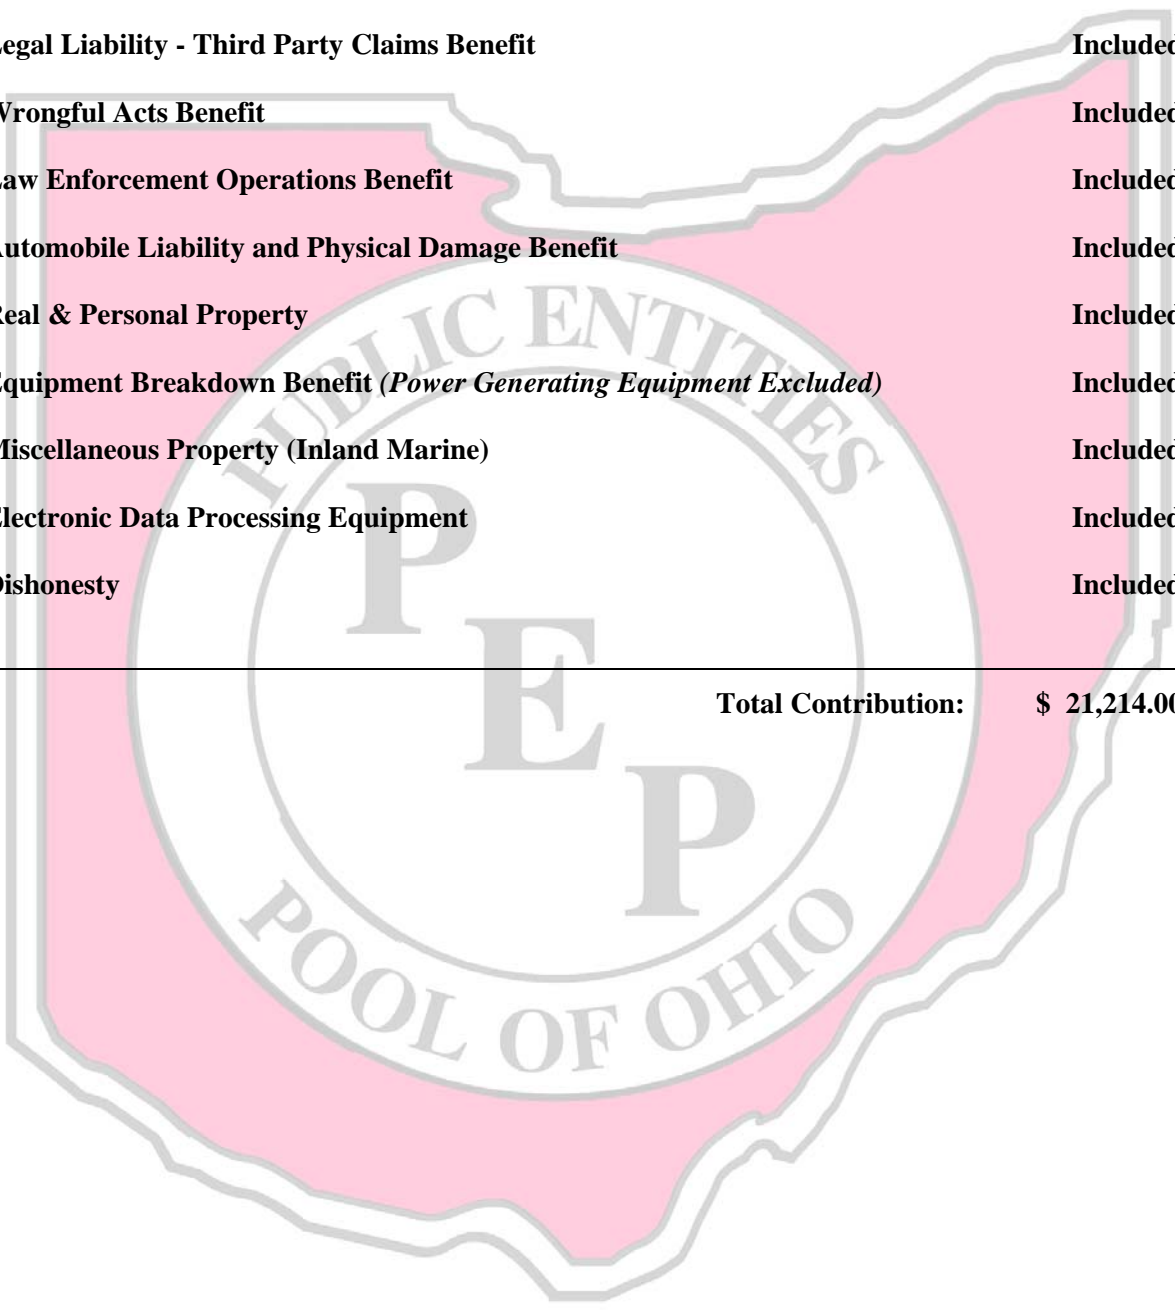 Legal Liability - Third Party Claims Benefit Included
Wrongful Acts Benefit Included
Law Enforcement Operations Benefit Included
Automobile Liability and Physical Damage Benefit Included
Real & Personal Property Included
Equipment Breakdown Benefit (Power Generating Equipment Excluded) Included
Miscellaneous Property (Inland Marine) Included
Electronic Data Processing Equipment Included
Dishonesty Included
Total Contribution: $ 21,214.00
PUBLIC ENTITIES
P
E
P
POOL OF OHIO